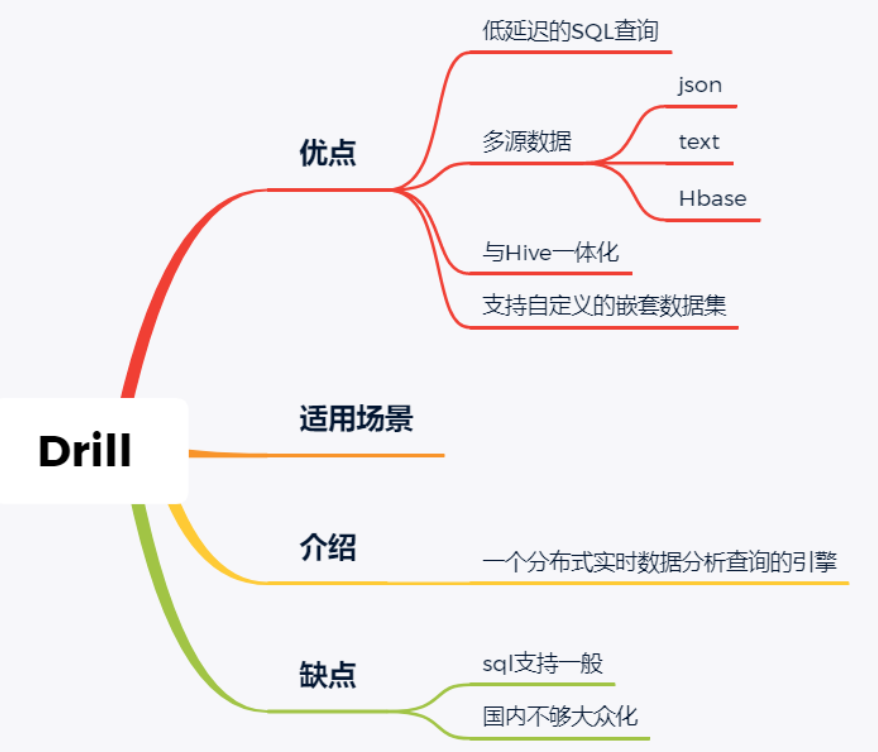 Drill
优点
低延迟的SQL查询
多源数据
json
text
Hbase
与Hive一体化
支持自定义的嵌套数据集
适用场景
介绍
一个分布式实时数据分析查询的引擎
缺点
sql支持一般
国内不够大众化